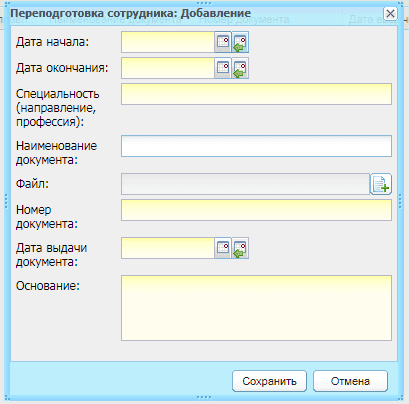 Переподготовка сотрудника: Добавление
Дата начала:
Дата окончания:
Специальность
(направление,
профессия):
Наименование
документа:
Файл:
Номер
документа:
Дата выдачи
документа:
Основание:
Сохранить Отмена